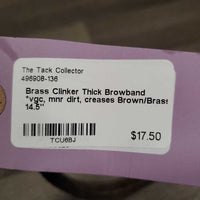 The Tack Collector
496908-136
Brass Clinker Thick Browband
*vgc, mnr dirt, creases Brown/Brass
14.5"
$17.50
TCU6BJ